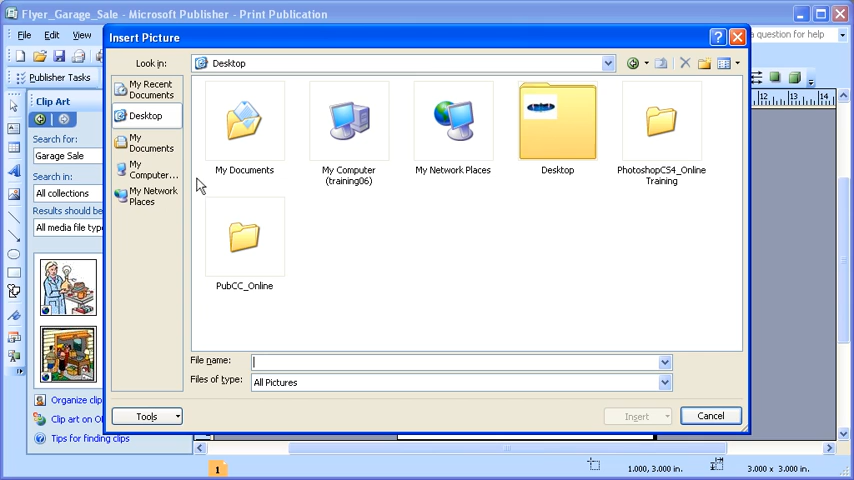 Flyer_Garage_Sale - Microsoft Publisher - Print Publication
File Edit View
a question for help
Publisher Tasks
Clip Art
Search for:
Garage Sale
Search in:
All collections
Results should be
All media file type
Organize clip
Clip art on O
Tips for finding clips
Insert Picture
Look in:
Desktop
My Recent
Documents
Desktop
My
Documents
My
Computer...
My Network
Places
My Documents
My Computer
(training06)
My Network Places
Desktop
PhotoshopCS4_Online
Training
PubCC_Online
File name:
Files of type:
All Pictures
Tools
Insert
Cancel
12 13 14
1
1.000, 3.000 in.
3.000 x 3.000 in.